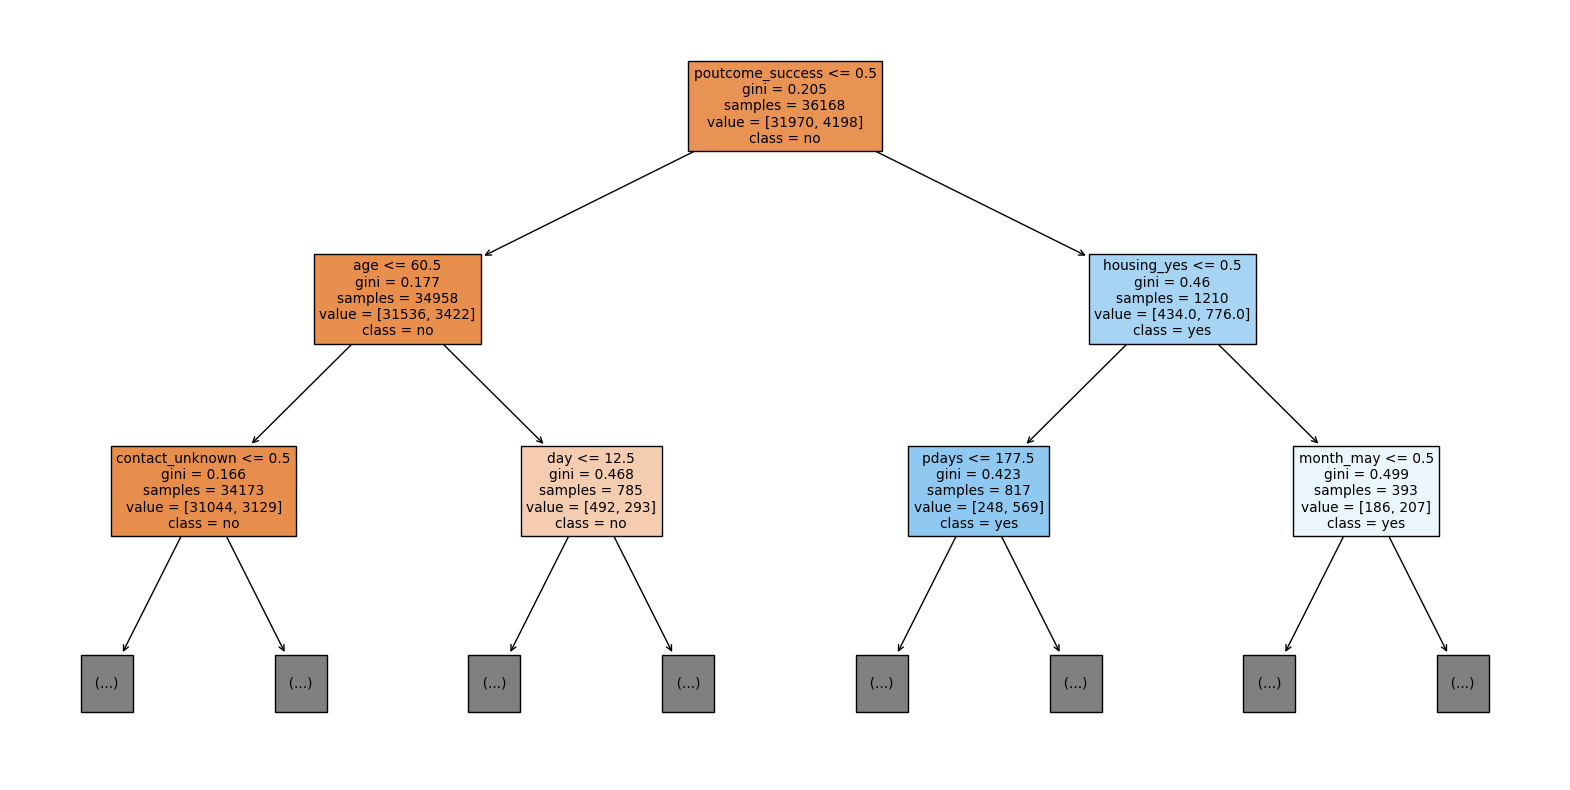 poutcome_success <= 0.5
gini = 0.205
samples = 36168
value = [31970, 4198]
class = no
age <= 60.5
gini = 0.177
samples = 34958
value = [31536, 3422]
class = no
housing_yes <= 0.5
gini = 0.46
samples = 1210
value = [434.0, 776.0]
class = yes
contact_unknown <= 0.5
gini = 0.166
samples = 34173
value = [31044, 3129]
class = no
day <= 12.5
gini = 0.468
samples = 785
value = [492, 293]
class = no
pdays <= 177.5
gini = 0.423
samples = 817
value = [248, 569]
class = yes
month_may <= 0.5
gini = 0.499
samples = 393
value = [186, 207]
class = yes
(...)
(...)
(...)
(...)
(...)
(...)
(...)
(...)